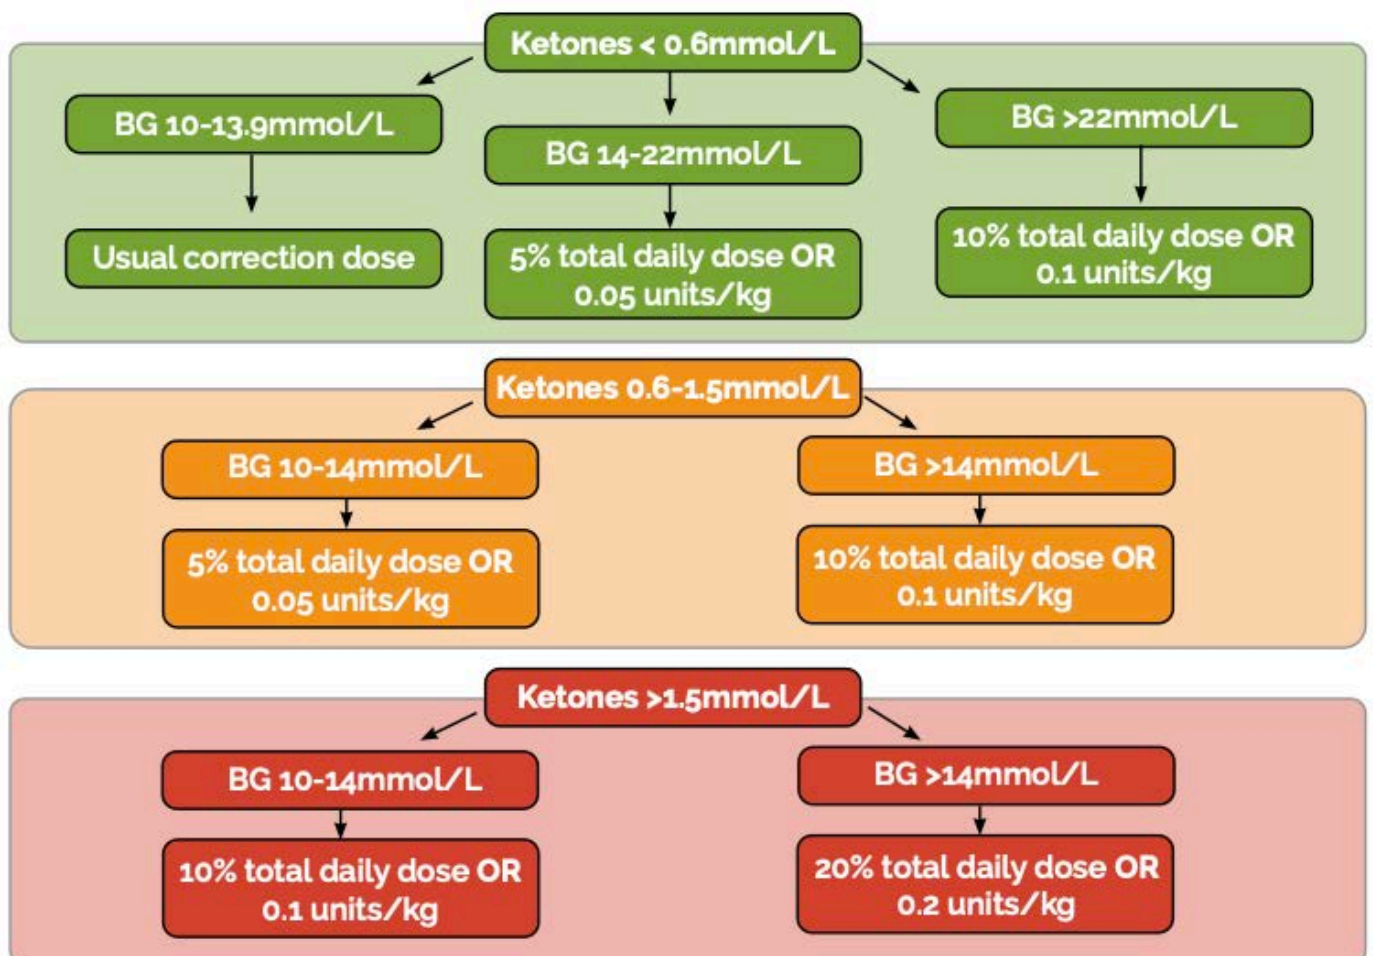 Ketones < 0.6mmol/L
BG 10-13.9mmol/L
Usual correction dose
BG 14-22mmol/L
5% total daily dose OR
0.05 units/kg
BG >22mmol/L
10% total daily dose OR
0.1 units/kg
Ketones 0.6-1.5mmol/L
BG 10-14mmol/L
5% total daily dose OR
0.05 units/kg
BG >14mmol/L
10% total daily dose OR
0.1 units/kg
Ketones >1.5mmol/L
BG 10-14mmol/L
10% total daily dose OR
0.1 units/kg
BG >14mmol/L
20% total daily dose OR
0.2 units/kg